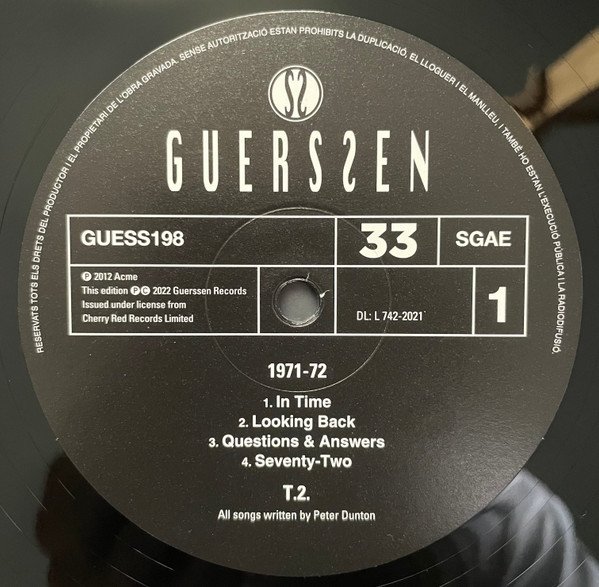 RESERVATS TOTS ELS DRETS DEL PRODUCTOR I EL PROPIETARI DE L'OBRA GRAVADA. SENSE AUTORITZACIÓ ESTAN PROHIBITS LA DUPLICACIÓ, EL LLOGUER I EL MANLLEU, I TAMBÉ HO ESTAN L'EXECUCIÓ PÚBLICA I LA RADIODIFUSIÓ.
GUERSSEN
GUESS198
33
SGAE
Ⓟ 2012 Acme
This edition ⓅⒸ 2022 Guerssen Records
Issued under license from
Cherry Red Records Limited
DL: L 742-2021
1
1971-72
1. In Time
2. Looking Back
3. Questions & Answers
4. Seventy-Two
T.2.
All songs written by Peter Dunton